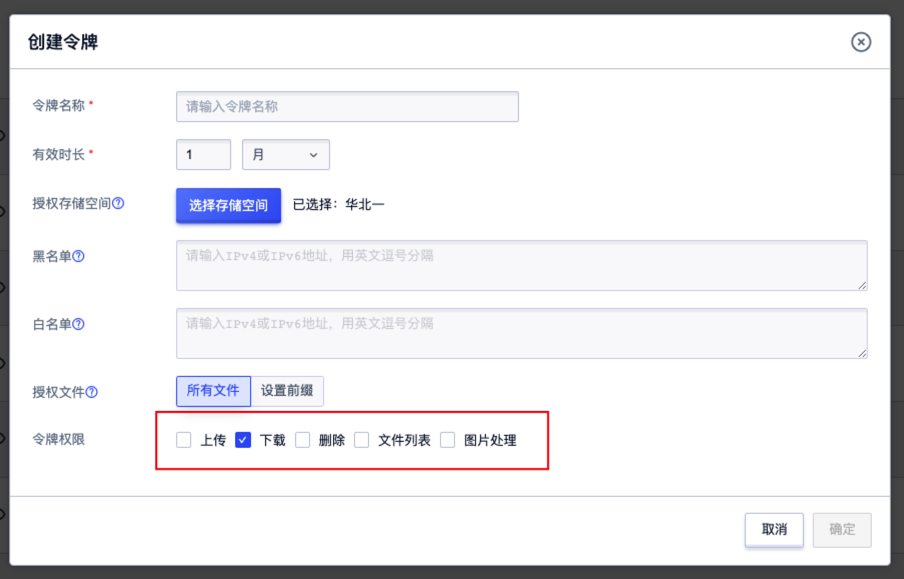 创建令牌
令牌名称 *
请输入令牌名称
有效时长 *
1 月
授权存储空间? 选择存储空间 已选择：华北一
黑名单?
请输入IPv4或IPv6地址，用英文逗号分隔
白名单?
请输入IPv4或IPv6地址，用英文逗号分隔
授权文件? 所有文件 设置前缀
令牌权限 上传 下载 删除 文件列表 图片处理
取消 确定